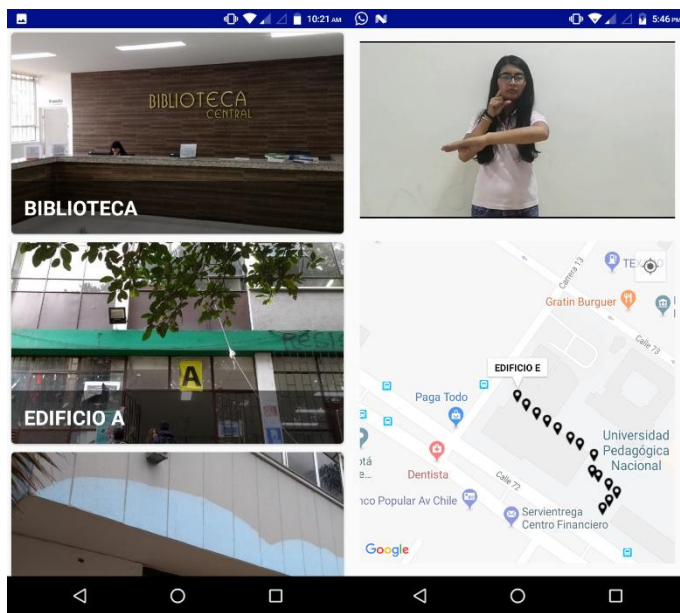 10:21 AM
BIBLIOTECA
CENTRAL
BIBLIOTECA
A
EDIFICIO A
5:46 PM
Carrera 13
Gratin Burguer
Calle 73
EDIFICIO E
Paga Todo
Universidad
Pedagógica
Nacional
Dentista
Calle 72
nco Popular Av Chile
Servientrega
Centro Financiero
Google